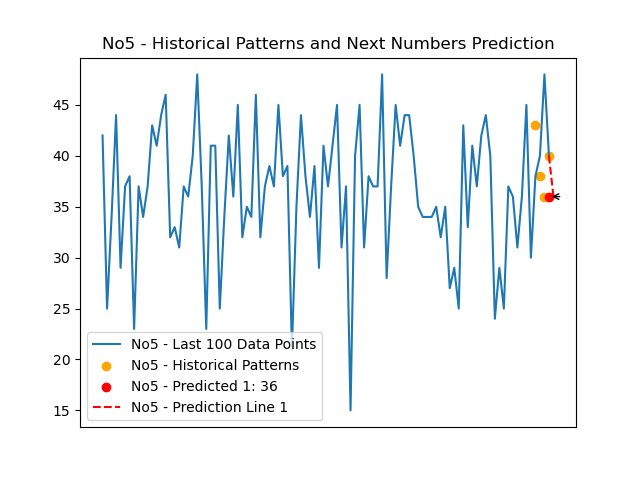 No5 - Historical Patterns and Next Numbers Prediction
45
40
35
30
25
20
15
No5 - Last 100 Data Points
No5 - Historical Patterns
No5 - Predicted 1: 36
No5 - Prediction Line 1